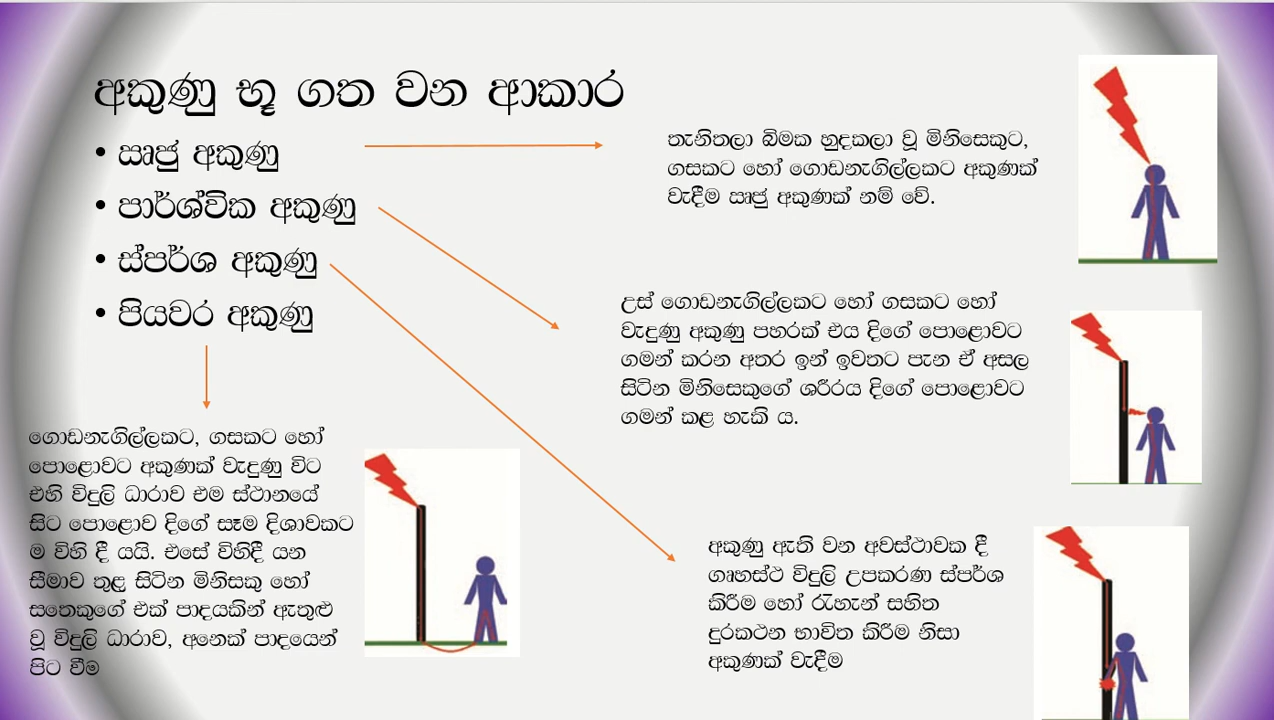 අකුණු භූ ගත වන ආකාර
• ඍජු අකුණු
• පාර්ශ්වික අකුණු
• ස්පර්ශ අකුණු
• පියවර අකුණු
තැනිතලා බිමක හුදකලා වූ මිනිසෙකුට,
ගසකට හෝ ගොඩනැගිල්ලකට අකුණක්
වැදීම ඍජු අකුණක් නම් වේ.
උස් ගොඩනැගිල්ලකට හෝ ගසකට හෝ
වැදුණු අකුණු පහරක් එය දිගේ පොළොවට
ගමන් කරන අතර ඉන් ඉවතට පැන ඒ අසල
සිටින මිනිසෙකුගේ ශරීරය දිගේ පොළොවට
ගමන් කළ හැකි ය.
අකුණු ඇති වන අවස්ථාවක දී
ගෘහස්ථ විදුලි උපකරණ ස්පර්ශ
කිරීම හෝ රැහැන් සහිත
දුරකථන භාවිත කිරීම නිසා
අකුණක් වැදීම
ගොඩනැගිල්ලකට, ගසකට හෝ
පොළොවට අකුණක් වැදුණු විට
එහි විදුලි ධාරාව එම ස්ථානයේ
සිට පොළොව දිගේ සෑම දිශාවකට
ම විහි දී යයි. එසේ විහිදී යන
සීමාව තුළ සිටින මිනිසකු හෝ
සතෙකුගේ එක් පාදයකින් ඇතුළු
වූ විදුලි ධාරාව, අනෙක් පාදයෙන්
පිට වීම